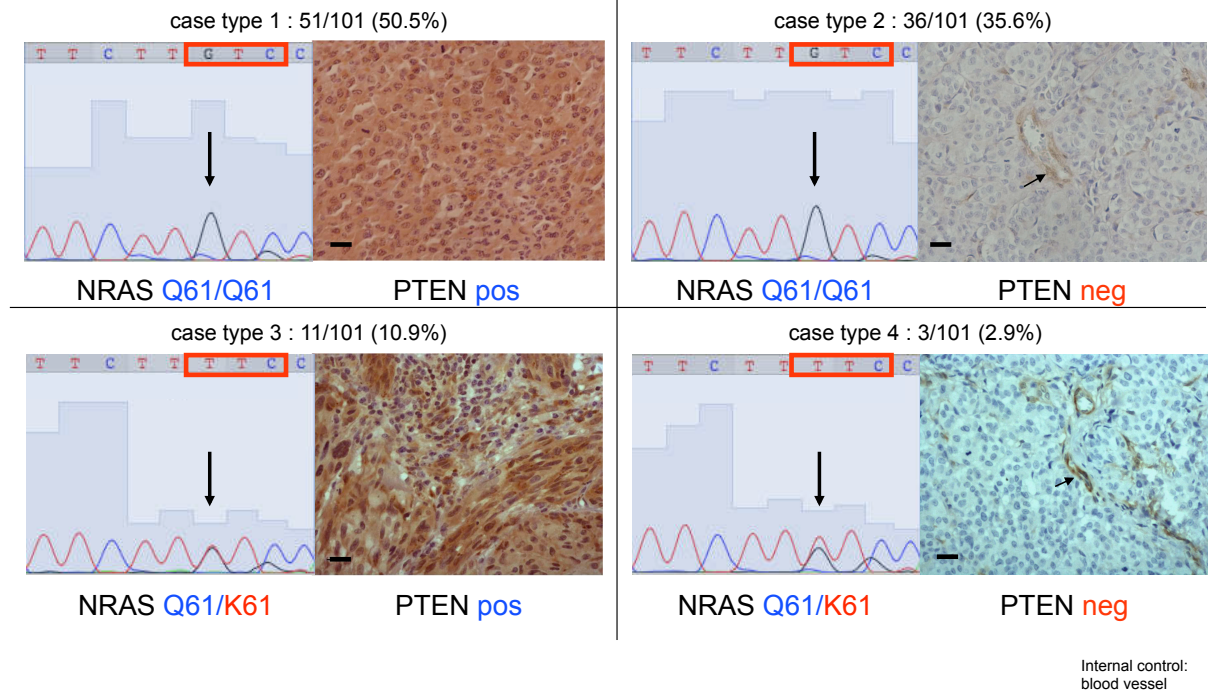 case type 1 : 51/101 (50.5%)
T T C T T G T C C
NRAS Q61/Q61
PTEN pos
case type 2 : 36/101 (35.6%)
T T C T T G T C C
NRAS Q61/Q61
PTEN neg
case type 3 : 11/101 (10.9%)
T T C T T T T C C
NRAS Q61/K61
PTEN pos
case type 4 : 3/101 (2.9%)
T T C T T T T C C
NRAS Q61/K61
PTEN neg
Internal control:
blood vessel